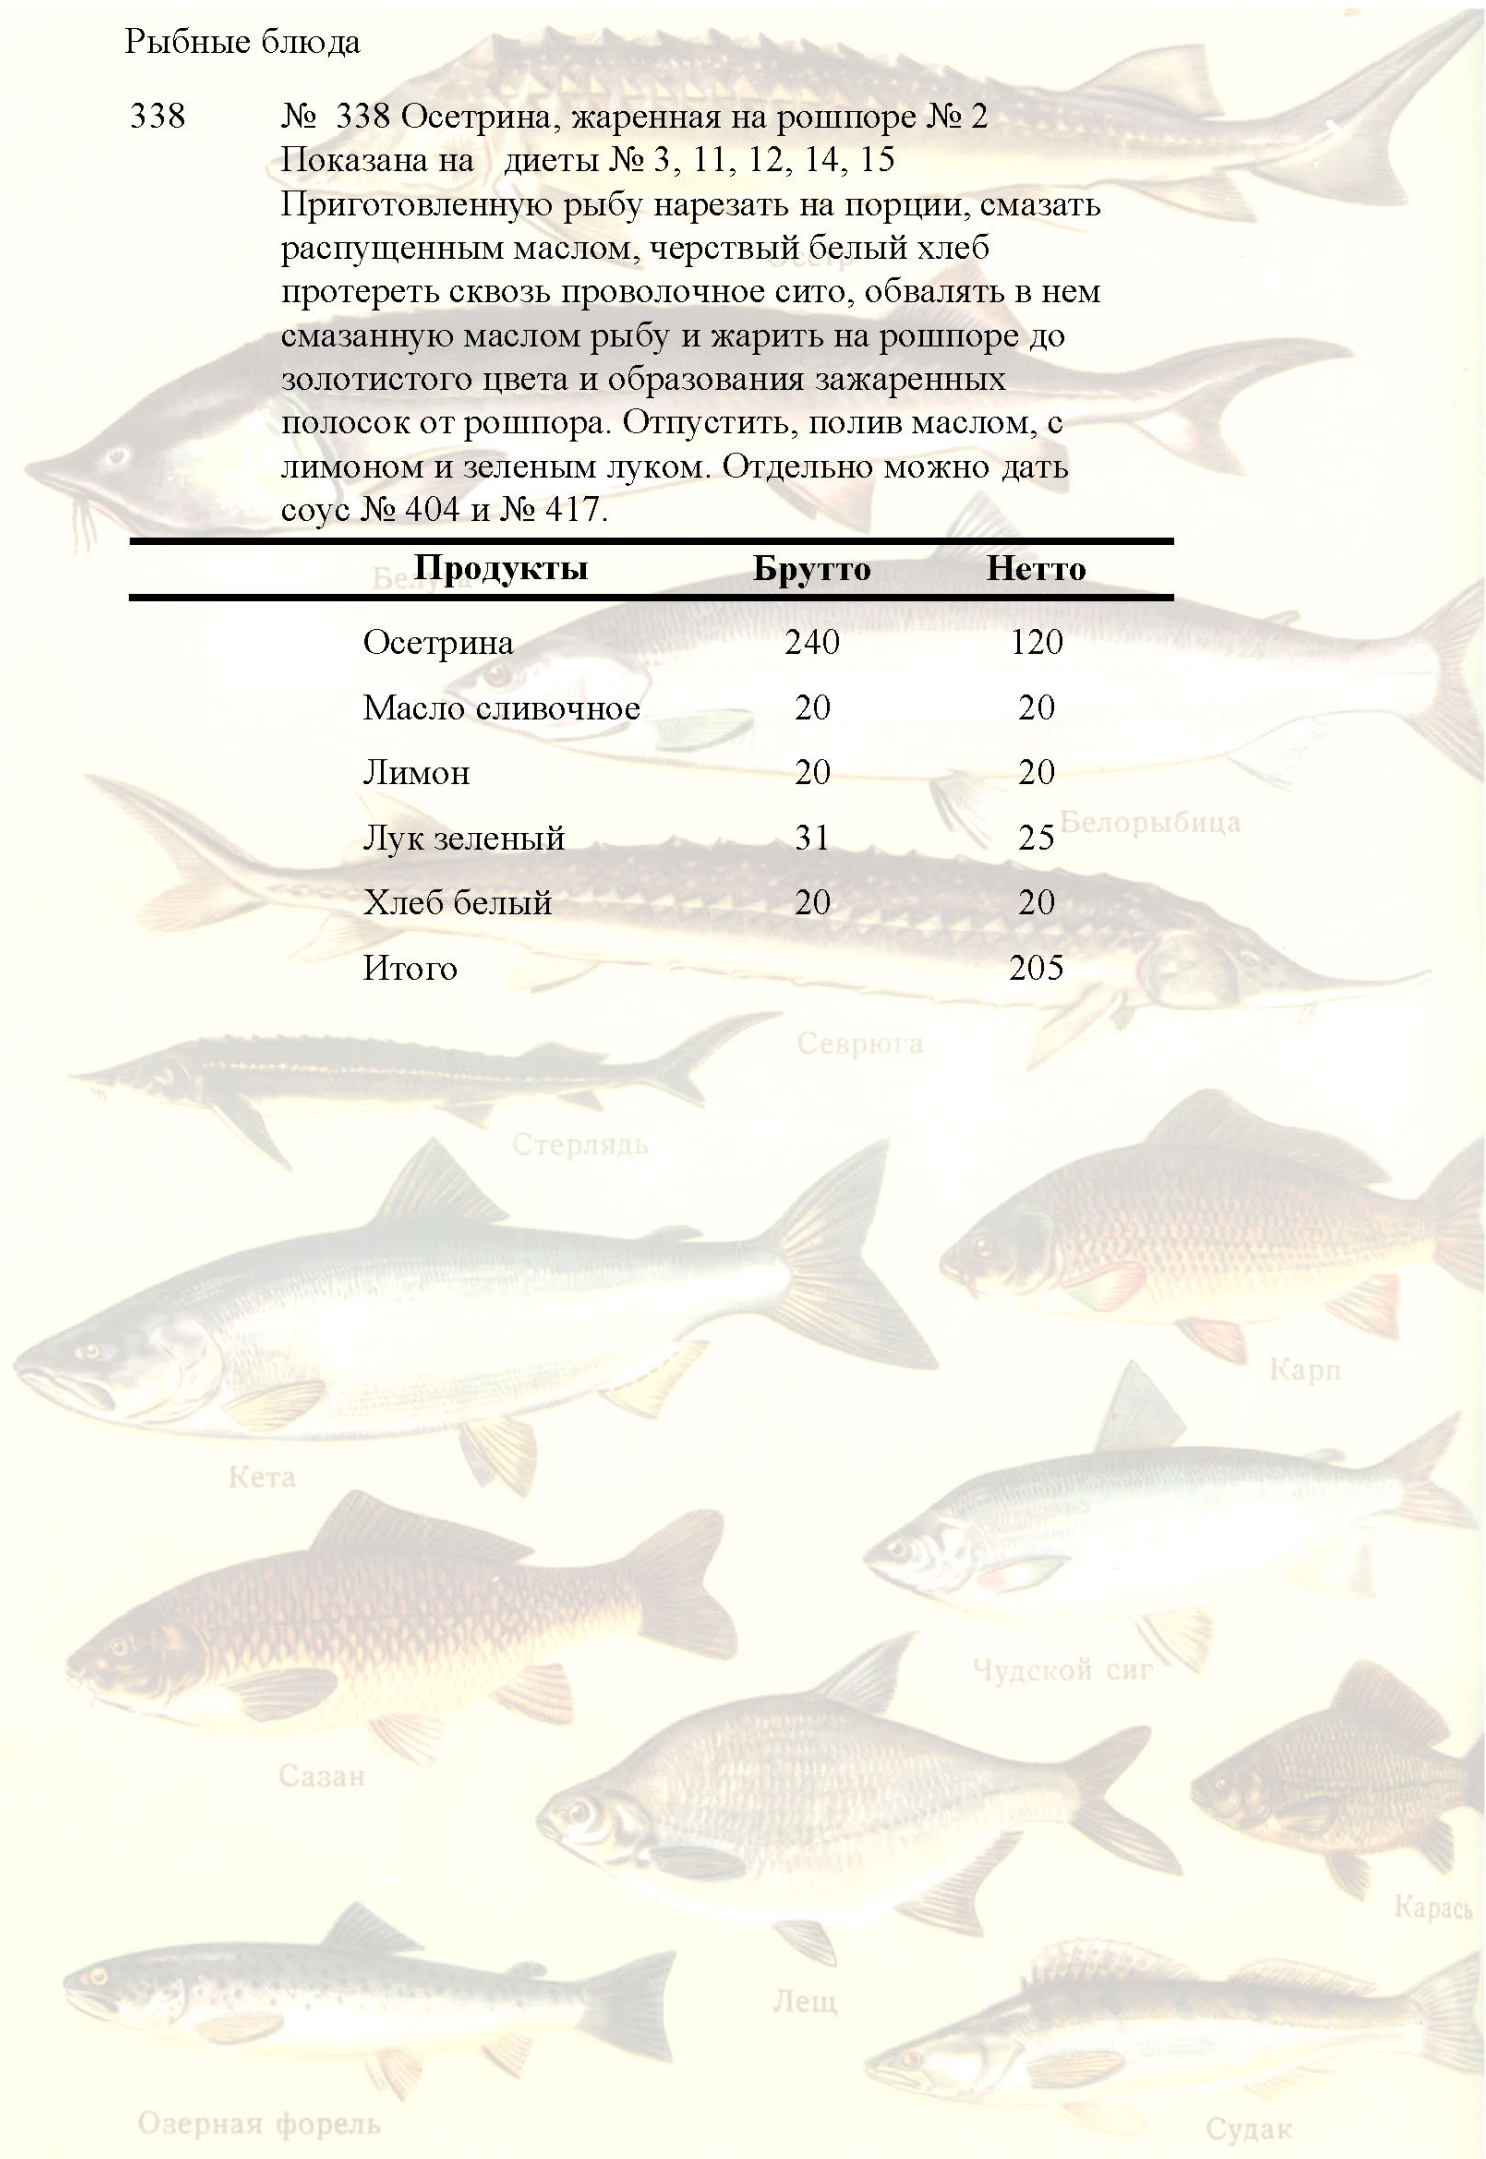 Рыбные блюда
338 № 338 Осетрина, жаренная на рошпоре № 2
Показана на диеты № 3, 11, 12, 14, 15
Приготовленную рыбу нарезать на порции, смазать
распущенным маслом, черствый белый хлеб
протереть сквозь проволочное сито, обвалять в нем
смазанную маслом рыбу и жарить на рошпоре до
золотистого цвета и образования зажаренных
полосок от рошпора. Отпустить, полив маслом, с
лимоном и зеленым луком. Отдельно можно дать
соус № 404 и № 417.
Продукты Брутто Нетто
Осетрина 240 120
Масло сливочное 20 20
Лимон 20 20
Лук зеленый 31 25
Хлеб белый 20 20
Итого 205
Осетр
Белуга
Белорыбица
Севрюга
Стерлядь
Карп
Кета
Чудской сиг
Сазан
Карась
Лещ
Озерная форель
Судак